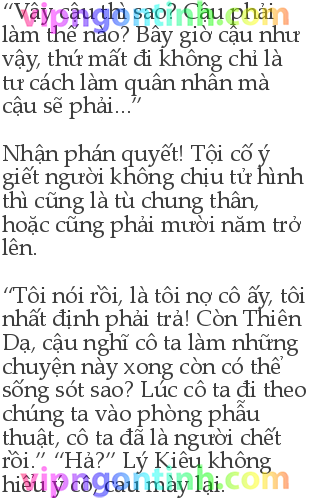 vipngontinh.com
“Vậy cậu thì sao? Cậu phải
làm thế nào? Bây giờ cậu như
vậy, thứ mất đi không chỉ là
tư cách làm quân nhân mà
cậu sẽ phải...”
Nhận phán quyết! Tội cố ý
giết người không chịu tử hình
thì cũng là tù chung thân,
hoặc cũng phải mười năm trở
lên.
“Tôi nói rồi, là tôi nợ cô ấy, tôi
nhất định phải trả! Còn Thiên
Dạ, cậu nghĩ cô ta làm những
chuyện này xong còn có thể
sống sót sao? Lúc cô ta đi theo
chúng ta vào phòng phẫu
thuật, cô ta đã là người chết
rồi.” “Hả?” Lý Kiêu không
hiểu ý cô, cau mày lại.
vipngontinh.com